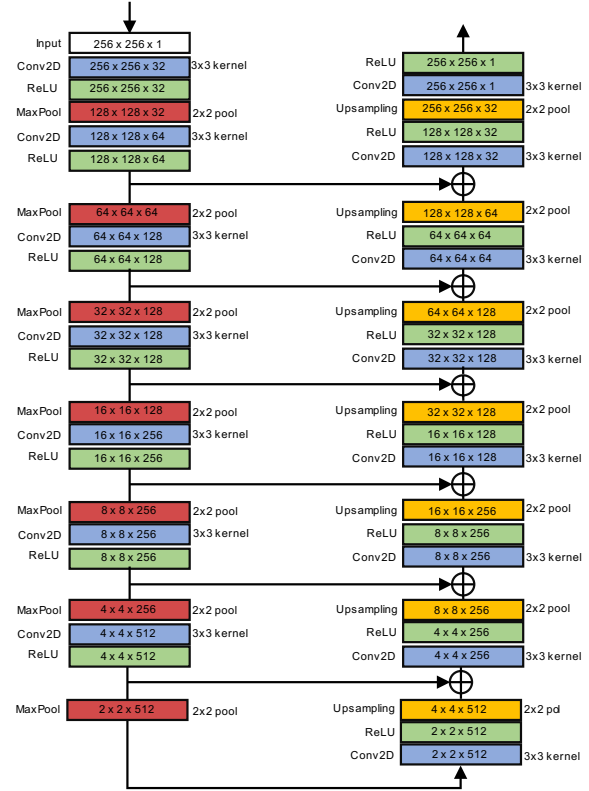 Input 256 x 256 x 1
Conv2D 256 x 256 x 32 3x3 kernel
ReLU 256 x 256 x 32
MaxPool 128 x 128 x 32 2x2 pool
Conv2D 128 x 128 x 64 3x3 kernel
ReLU 128 x 128 x 64
MaxPool 64 x 64 x 64 2x2 pool
Conv2D 64 x 64 x 128 3x3 kernel
ReLU 64 x 64 x 128
MaxPool 32 x 32 x 128 2x2 pool
Conv2D 32 x 32 x 128 3x3 kernel
ReLU 32 x 32 x 128
MaxPool 16 x 16 x 128 2x2 pool
Conv2D 16 x 16 x 256 3x3 kernel
ReLU 16 x 16 x 256
MaxPool 8 x 8 x 256 2x2 pool
Conv2D 8 x 8 x 256 3x3 kernel
ReLU 8 x 8 x 256
MaxPool 4 x 4 x 256 2x2 pool
Conv2D 4 x 4 x 512 3x3 kernel
ReLU 4 x 4 x 512
MaxPool 2 x 2 x 512 2x2 pool
ReLU 256 x 256 x 1
Conv2D 256 x 256 x 1 3x3 kernel
Upsampling 256 x 256 x 32 2x2 pool
ReLU 128 x 128 x 32
Conv2D 128 x 128 x 32 3x3 kernel
Upsampling 128 x 128 x 64 2x2 pool
ReLU 64 x 64 x 64
Conv2D 64 x 64 x 64 3x3 kernel
Upsampling 64 x 64 x 128 2x2 pool
ReLU 32 x 32 x 128
Conv2D 32 x 32 x 128 3x3 kernel
Upsampling 32 x 32 x 128 2x2 pool
ReLU 16 x 16 x 128
Conv2D 16 x 16 x 128 3x3 kernel
Upsampling 16 x 16 x 256 2x2 pool
ReLU 8 x 8 x 256
Conv2D 8 x 8 x 256 3x3 kernel
Upsampling 8 x 8 x 256 2x2 pool
ReLU 4 x 4 x 256
Conv2D 4 x 4 x 256 3x3 kernel
Upsampling 4 x 4 x 512 2x2 pol
ReLU 2 x 2 x 512
Conv2D 2 x 2 x 512 3x3 kernel